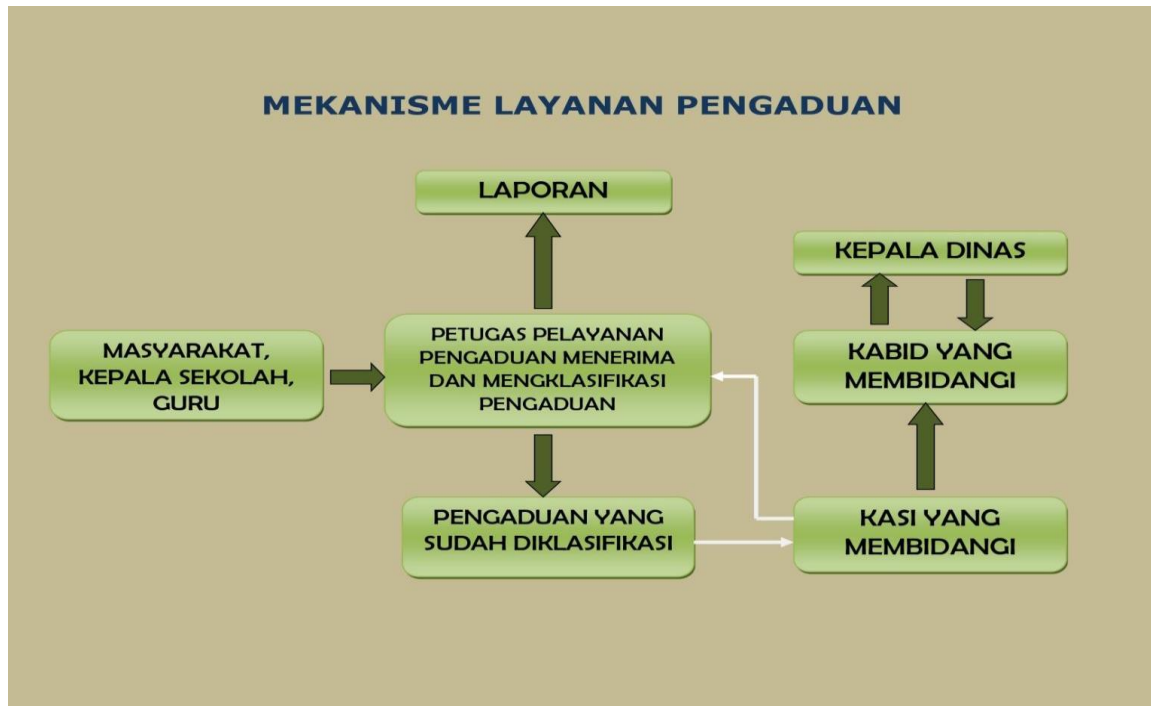 MEKANISME LAYANAN PENGADUAN
LAPORAN
KEPALA DINAS
MASYARAKAT,
KEPALA SEKOLAH,
GURU
PETUGAS PELAYANAN
PENGADUAN MENERIMA
DAN MENGKLASIFIKASI
PENGADUAN
KABID YANG
MEMBIDANGI
PENGADUAN YANG
SUDAH DIKLASIFIKASI
KASI YANG
MEMBIDANGI